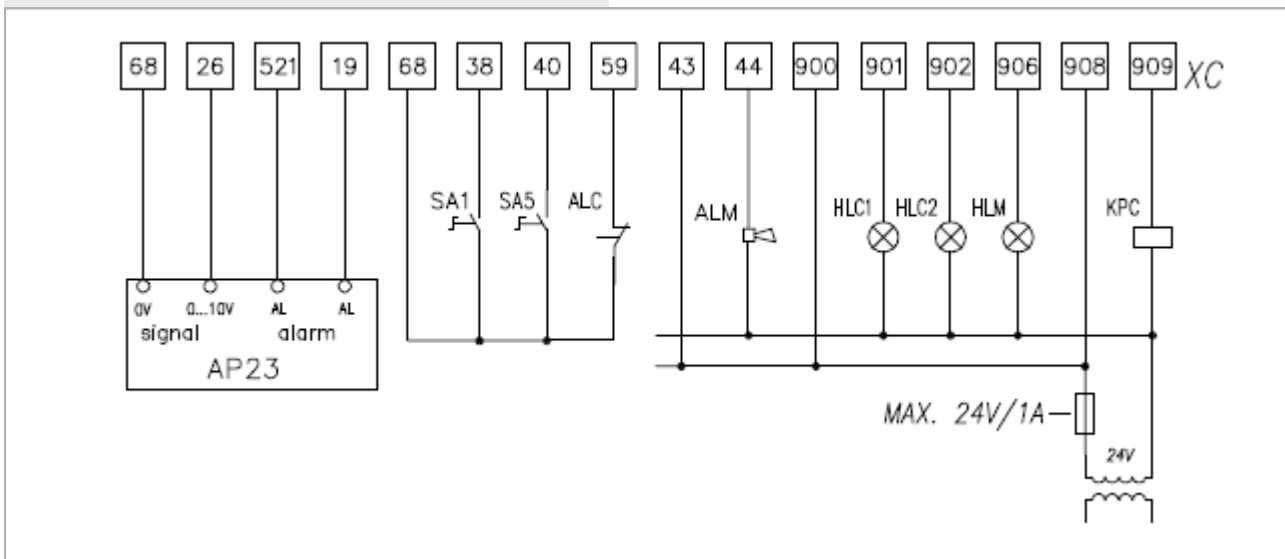 68 26 521 19 68 38 40 59 43 44 900 901 902 906 908 909 XC
SA1 SA5 ALC ALM HLC1 HLC2 HLM KPC
0V 0...10V AL AL
signal alarm
AP23
MAX. 24V/1A
24V